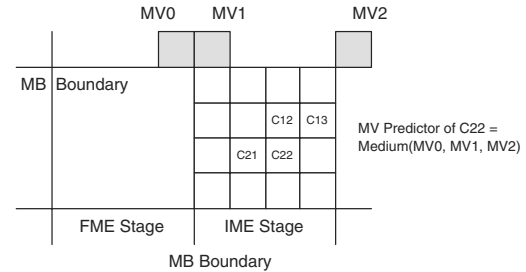 MV0 MV1 MV2
MB Boundary
C12 C13
MV Predictor of C22 =
Medium(MV0, MV1, MV2)
C21 C22
FME Stage IME Stage
MB Boundary